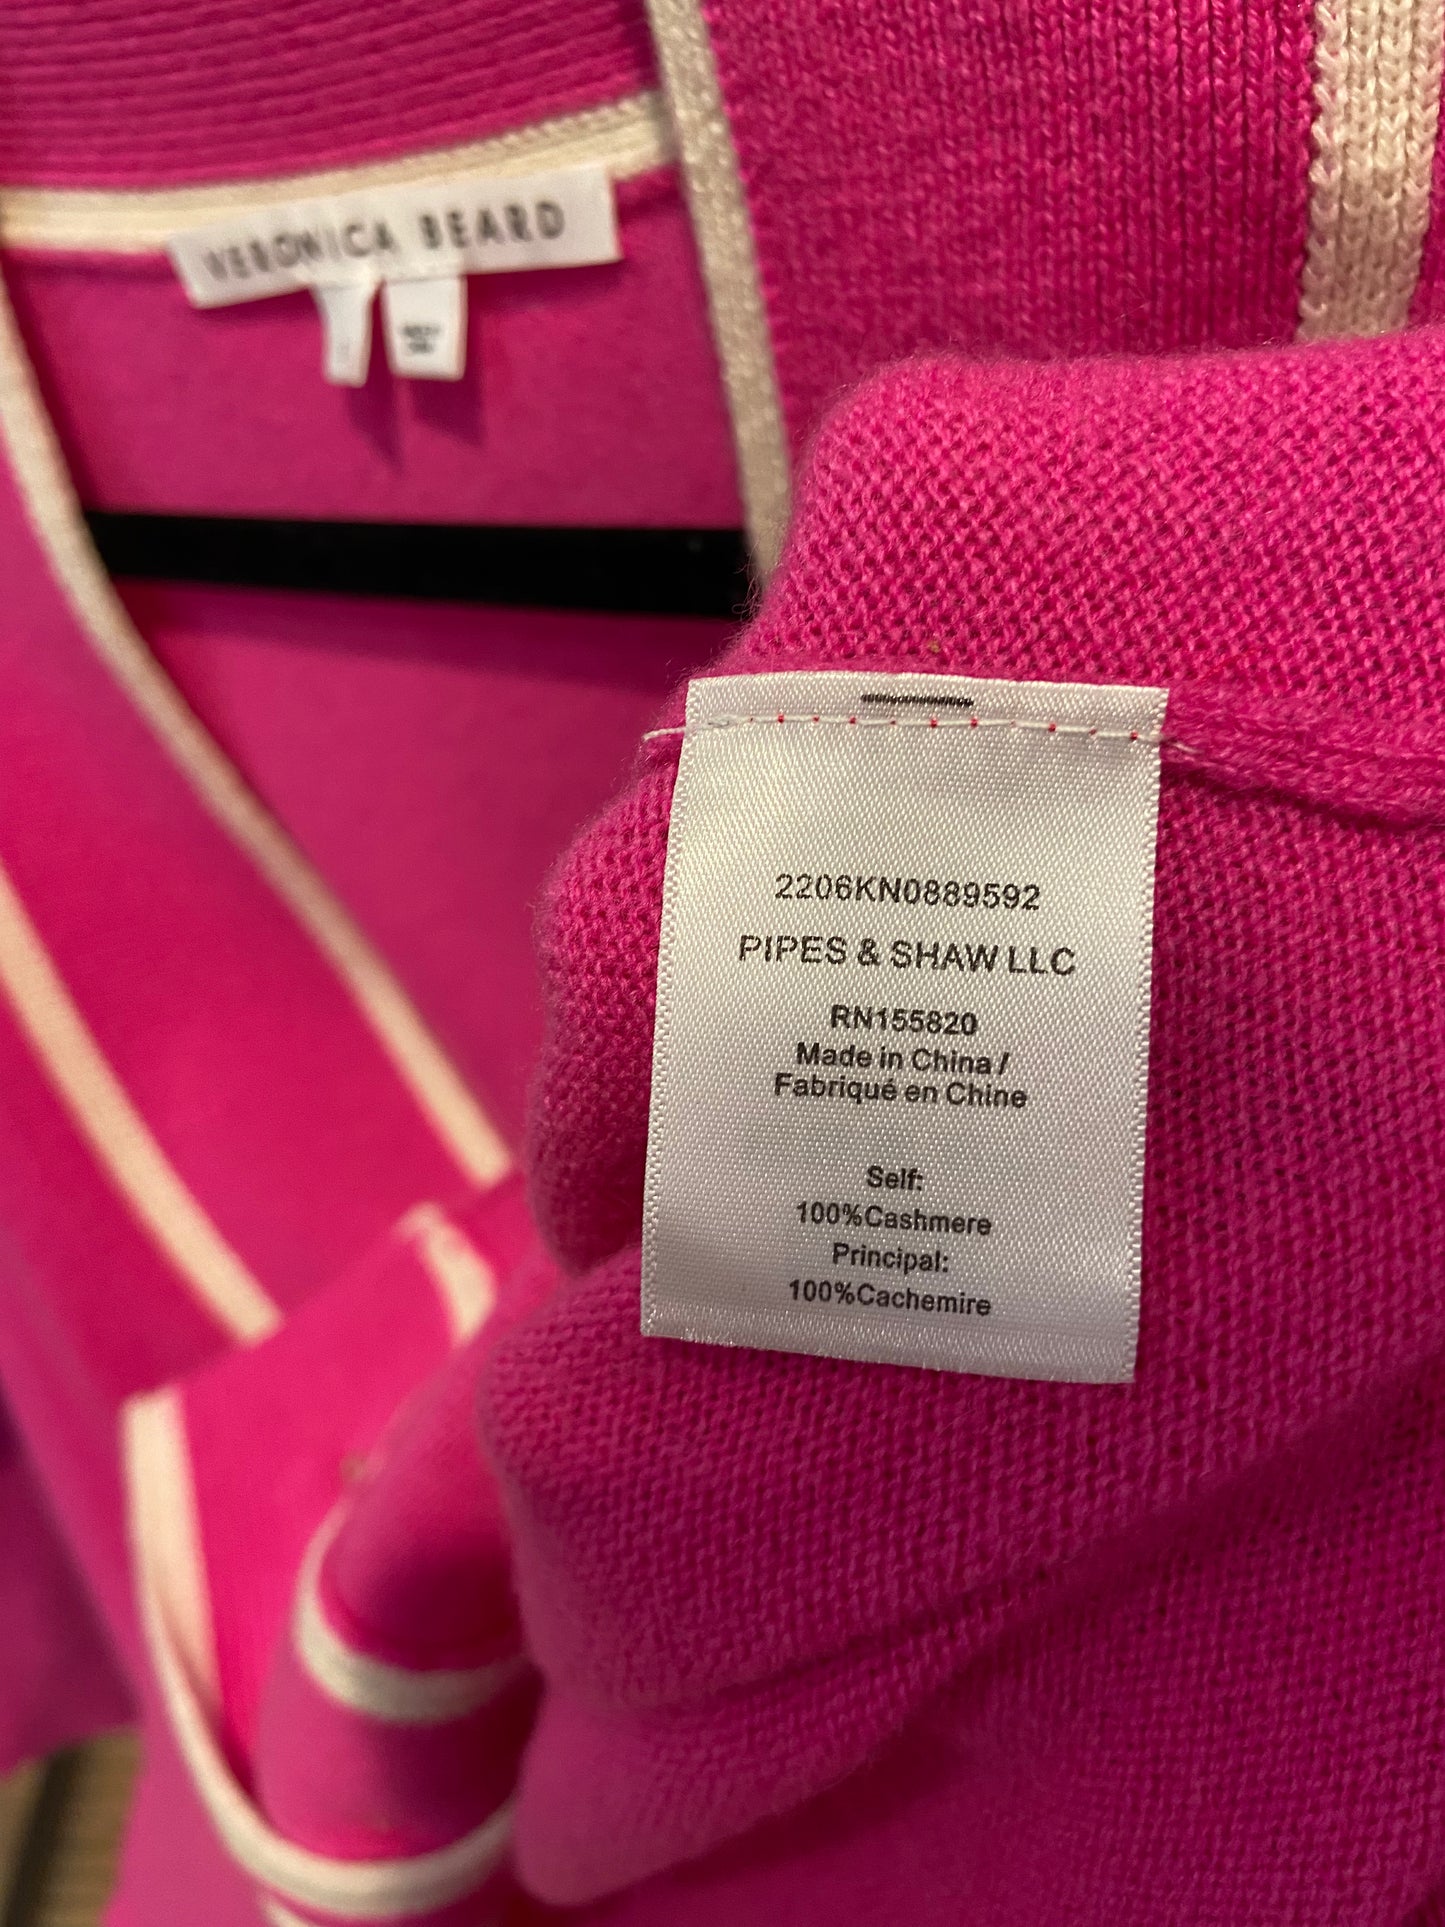 VERONICA BEARD
2206KN0889592
PIPES & SHAW LLC
RN155820
Made in China /
Fabriqué en Chine
Self:
100%Cashmere
Principal:
100%Cachemire